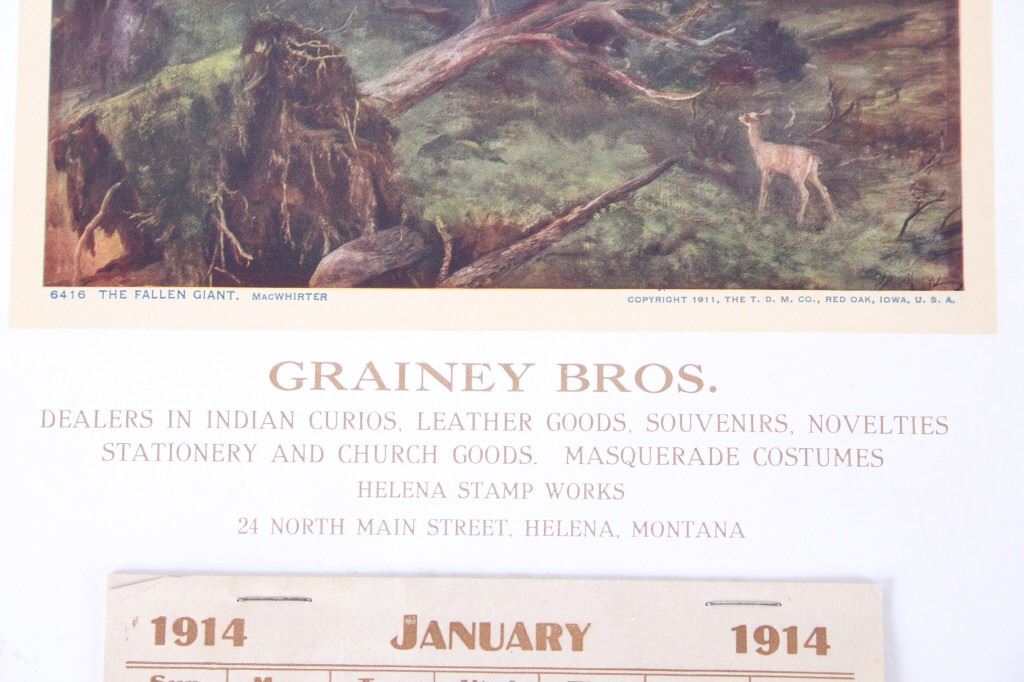 6416 THE FALLEN GIANT. MACWHIRTER
COPYRIGHT 1911, THE T. D. M. CO., RED OAK, IOWA, U. S. A.
GRAINEY BROS.
DEALERS IN INDIAN CURIOS, LEATHER GOODS, SOUVENIRS, NOVELTIES
STATIONERY AND CHURCH GOODS. MASQUERADE COSTUMES
HELENA STAMP WORKS
24 NORTH MAIN STREET, HELENA, MONTANA
1914 JANUARY 1914